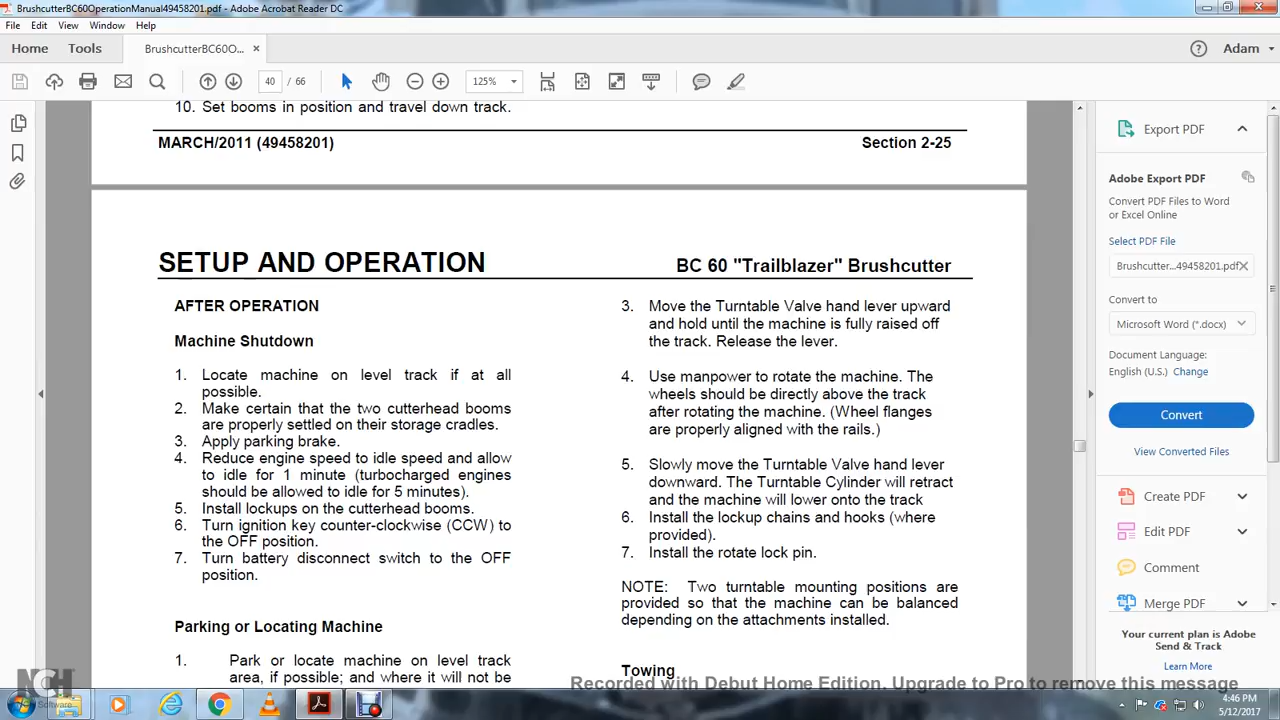 BrushcutterBC60OperationManual49458201.pdf - Adobe Acrobat Reader DC
File Edit View Window Help
Home Tools BrushcutterBC60O... × Adam
40 / 66 125%
10. Set booms in position and travel down track.
MARCH/2011 (49458201) Section 2-25
SETUP AND OPERATION BC 60 "Trailblazer" Brushcutter
AFTER OPERATION
Machine Shutdown
1. Locate machine on level track if at all
possible.
2. Make certain that the two cutterhead booms
are properly settled on their storage cradles.
3. Apply parking brake.
4. Reduce engine speed to idle speed and allow
to idle for 1 minute (turbocharged engines
should be allowed to idle for 5 minutes).
5. Install lockups on the cutterhead booms.
6. Turn ignition key counter-clockwise (CCW) to
the OFF position.
7. Turn battery disconnect switch to the OFF
position.
Parking or Locating Machine
1. Park or locate machine on level track
area, if possible; and where it will not be
3. Move the Turntable Valve hand lever upward
and hold until the machine is fully raised off
the track. Release the lever.
4. Use manpower to rotate the machine. The
wheels should be directly above the track
after rotating the machine. (Wheel flanges
are properly aligned with the rails.)
5. Slowly move the Turntable Valve hand lever
downward. The Turntable Cylinder will retract
and the machine will lower onto the track
6. Install the lockup chains and hooks (where
provided).
7. Install the rotate lock pin.
NOTE: Two turntable mounting positions are
provided so that the machine can be balanced
depending on the attachments installed.
Towing
Export PDF
Adobe Export PDF
Convert PDF Files to Word
or Excel Online
Select PDF File
Brushcutter...49458201.pdf
Convert to
Microsoft Word (*.docx)
Document Language:
English (U.S.) Change
Convert
View Converted Files
Create PDF
Edit PDF
Comment
Merge PDF
Your current plan is Adobe
Send & Track
Learn More
NCH
Software
Recorded with Debut Home Edition. Upgrade to Pro to remove this message
4:46 PM
5/12/2017